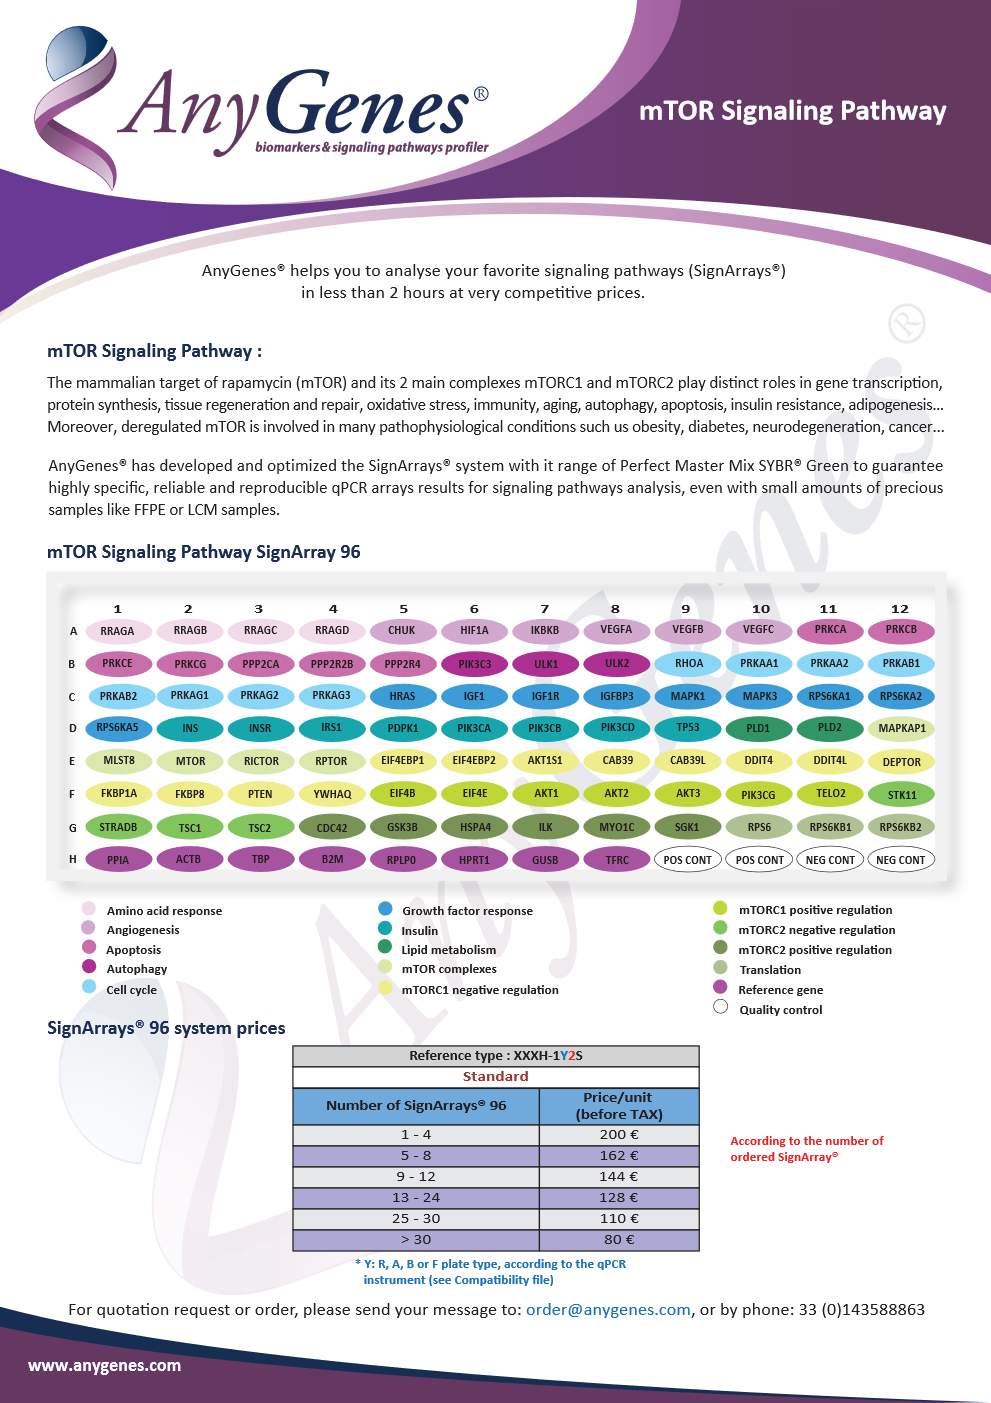 AnyGenes®
biomarkers & signaling pathways profiler
mTOR Signaling Pathway
AnyGenes® helps you to analyse your favorite signaling pathways (SignArrays®)
in less than 2 hours at very competitive prices.
mTOR Signaling Pathway :
The mammalian target of rapamycin (mTOR) and its 2 main complexes mTORC1 and mTORC2 play distinct roles in gene transcription,
protein synthesis, tissue regeneration and repair, oxidative stress, immunity, aging, autophagy, apoptosis, insulin resistance, adipogenesis...
Moreover, deregulated mTOR is involved in many pathophysiological conditions such us obesity, diabetes, neurodegeneration, cancer...
AnyGenes® has developed and optimized the SignArrays® system with it range of Perfect Master Mix SYBR® Green to guarantee
highly specific, reliable and reproducible qPCR arrays results for signaling pathways analysis, even with small amounts of precious
samples like FFPE or LCM samples.
mTOR Signaling Pathway SignArray 96
1 2 3 4 5 6 7 8 9 10 11 12
A RRAGA RRAGB RRAGC RRAGD CHUK HIF1A IKBKB VEGFA VEGFB VEGFC PRKCA PRKCB
B PRKCE PRKCG PPP2CA PPP2R2B PPP2R4 PIK3C3 ULK1 ULK2 RHOA PRKAA1 PRKAA2 PRKAB1
C PRKAB2 PRKAG1 PRKAG2 PRKAG3 HRAS IGF1 IGF1R IGFBP3 MAPK1 MAPK3 RPS6KA1 RPS6KA2
D RPS6KA5 INS INSR IRS1 PDPK1 PIK3CA PIK3CB PIK3CD TP53 PLD1 PLD2 MAPKAP1
E MLST8 MTOR RICTOR RPTOR EIF4EBP1 EIF4EBP2 AKT1S1 CAB39 CAB39L DDIT4 DDIT4L DEPTOR
F FKBP1A FKBP8 PTEN YWHAQ EIF4B EIF4E AKT1 AKT2 AKT3 PIK3CG TELO2 STK11
G STRADB TSC1 TSC2 CDC42 GSK3B HSPA4 ILK MYO1C SGK1 RPS6 RPS6KB1 RPS6KB2
H PPIA ACTB TBP B2M RPLP0 HPRT1 GUSB TFRC POS CONT POS CONT NEG CONT NEG CONT
Amino acid response
Angiogenesis
Apoptosis
Autophagy
Cell cycle
Growth factor response
Insulin
Lipid metabolism
mTOR complexes
mTORC1 negative regulation
mTORC1 positive regulation
mTORC2 negative regulation
mTORC2 positive regulation
Translation
Reference gene
Quality control
SignArrays® 96 system prices
Reference type : XXXH-1Y2S
Standard
Number of SignArrays® 96 Price/unit (before TAX)
1 - 4 200 €
5 - 8 162 €
9 - 12 144 €
13 - 24 128 €
25 - 30 110 €
> 30 80 €
According to the number of
ordered SignArray®
* Y: R, A, B or F plate type, according to the qPCR
instrument (see Compatibility file)
For quotation request or order, please send your message to: order@anygenes.com, or by phone: 33 (0)143588863
www.anygenes.com
AnyGenes®